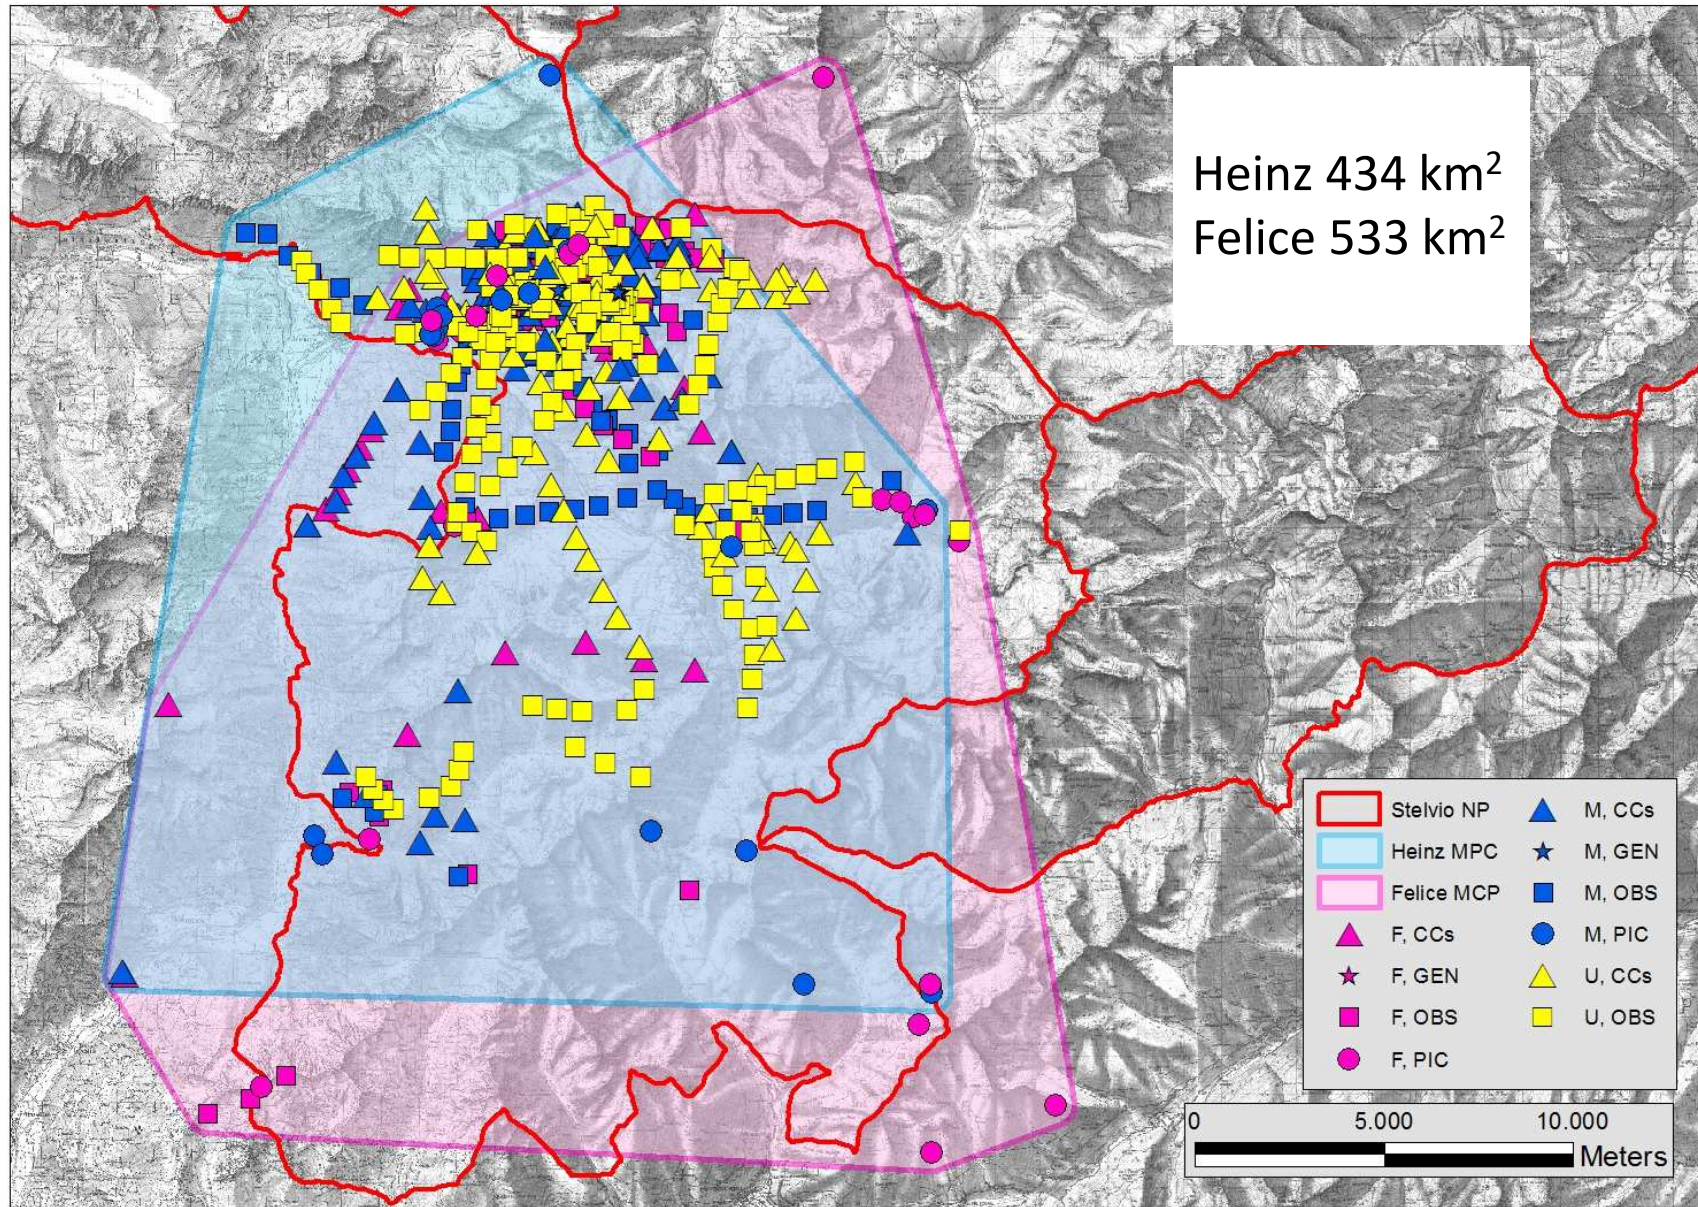 Heinz 434 km²
Felice 533 km²
Stelvio NP
Heinz MPC
Felice MCP
F, CCs
F, GEN
F, OBS
F, PIC
M, CCs
M, GEN
M, OBS
M, PIC
U, CCs
U, OBS
0 5.000 10.000
Meters